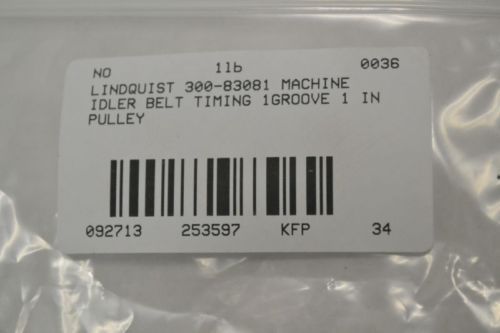 NO 1lb 0036
LINDQUIST 300-83081 MACHINE
IDLER BELT TIMING 1GROOVE 1 IN
PULLEY
092713 253597 KFP 34